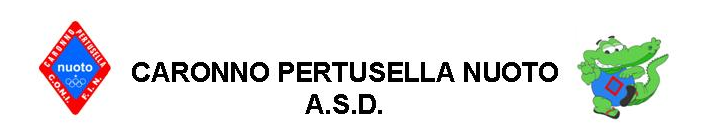 CARONNO PERTUSELLA
nuoto
C.O.N.I. F.I.N.
CARONNO PERTUSELLA NUOTO
A.S.D.